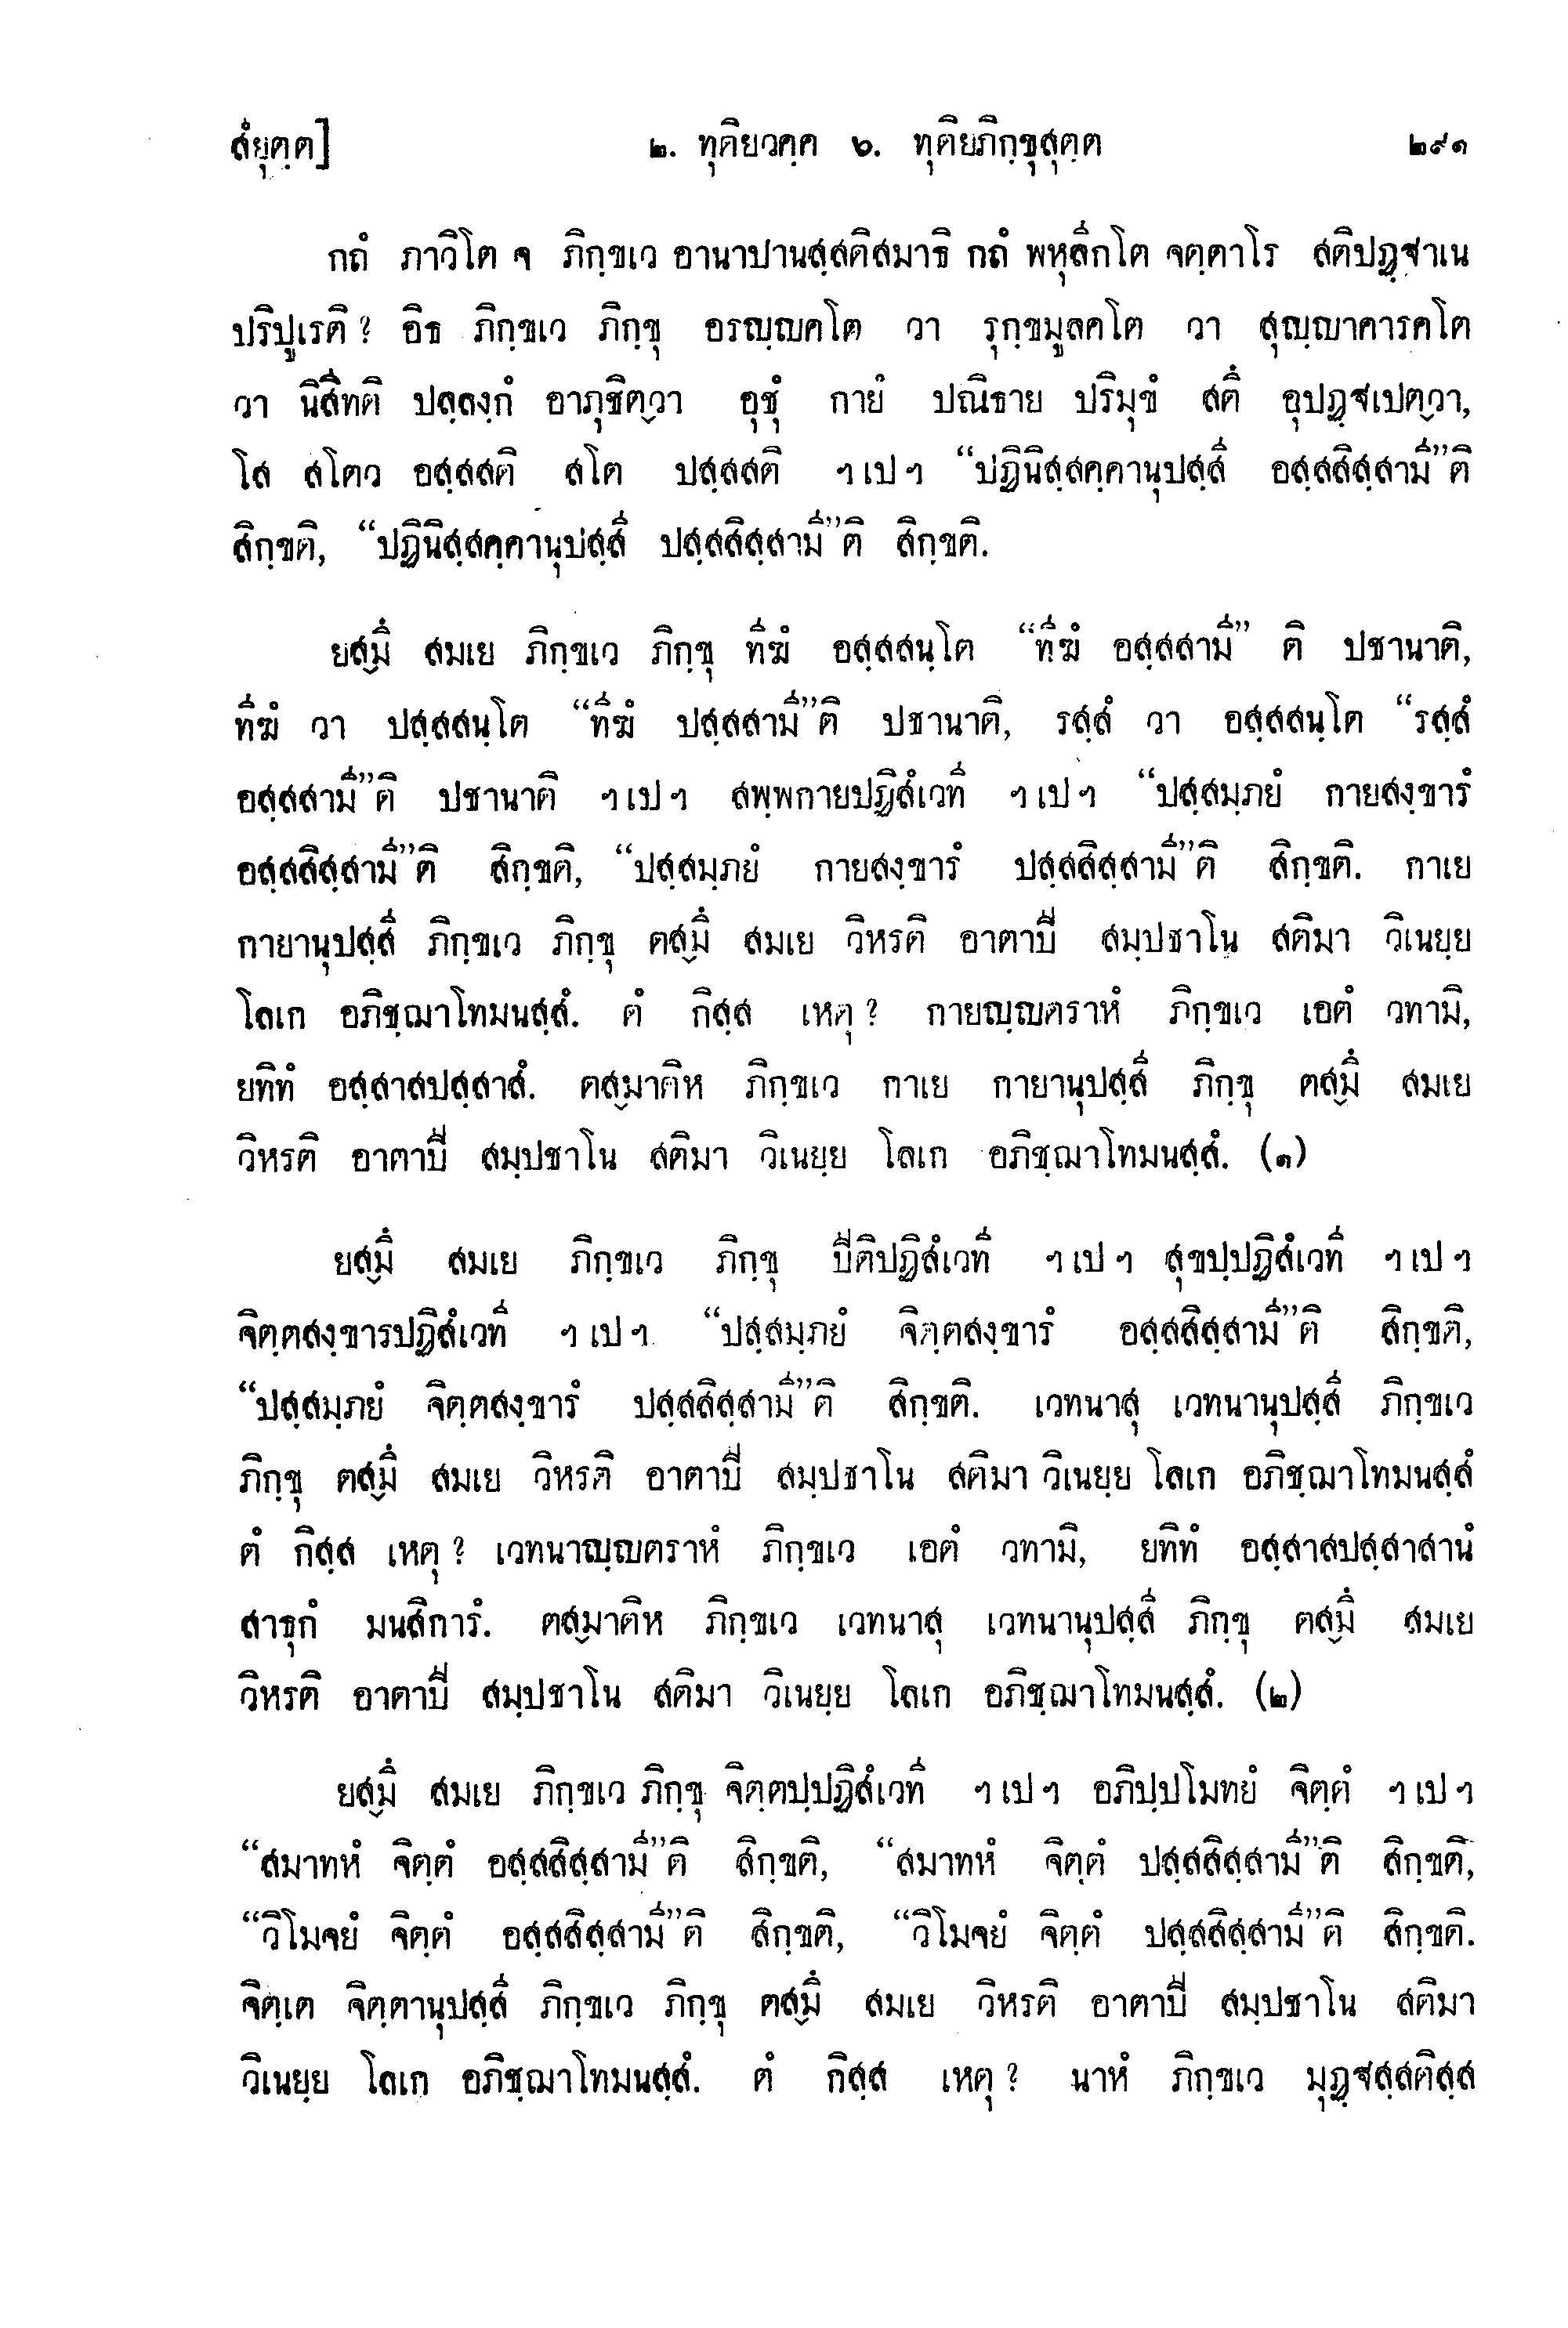 สํยุตฺต]
๒. ทุติยวคฺค ๖. ทุติยภิกฺขุสุตฺต
๒๙๑
กถํ ภาวิโต จ ภิกฺขเว อานาปานสฺสติสมาธิ กถํ พหุลีกโต จตฺตาโร สติปฏฺฐาเน
ปริปูเรติ? อิธ ภิกฺขเว ภิกฺขุ อรญฺญคโต วา รุกฺขมูลคโต วา สุญฺญาคารคโต
วา นิสีทติ ปลฺลงฺกํ อาภุชิตฺวา อุชุํ กายํ ปณิธาย ปริมุขํ สตึ อุปฏฺฐเปตฺวา,
โส สโตว อสฺสสติ สโต ปสฺสสติ ฯเปฯ “ปฏินิสฺสคฺคานุปสฺสี อสฺสสิสฺสามี”ติ
สิกฺขติ, “ปฏินิสฺสคฺคานุปสฺสี ปสฺสสิสฺสามี”ติ สิกฺขติ.
ยสฺมึ สมเย ภิกฺขเว ภิกฺขุ ทีฆํ อสฺสสนฺโต “ทีฆํ อสฺสสามี” ติ ปชานาติ,
ทีฆํ วา ปสฺสสนฺโต “ทีฆํ ปสฺสสามี”ติ ปชานาติ, รสฺสํ วา อสฺสสนฺโต “รสฺสํ
อสฺสสามี”ติ ปชานาติ ฯเปฯ สพฺพกายปฏิสํเวที ฯเปฯ “ปสฺสมฺภยํ กายสงฺขารํ
อสฺสสิสฺสามี”ติ สิกฺขติ, “ปสฺสมฺภยํ กายสงฺขารํ ปสฺสสิสฺสามี”ติ สิกฺขติ. กาเย
กายานุปสฺสี ภิกฺขเว ภิกฺขุ ตสฺมึ สมเย วิหรติ อาตาปี สมฺปชาโน สติมา วิเนยฺย
โลเก อภิชฺฌาโทมนสฺสํ. ตํ กิสฺส เหตุ? กายญฺญตราหํ ภิกฺขเว เอตํ วทามิ,
ยทิทํ อสฺสาสปสฺสาสํ. ตสฺมาติห ภิกฺขเว กาเย กายานุปสฺสี ภิกฺขุ ตสฺมึ สมเย
วิหรติ อาตาปี สมฺปชาโน สติมา วิเนยฺย โลเก อภิชฺฌาโทมนสฺสํ. (๑)
ยสฺมึ สมเย ภิกฺขเว ภิกฺขุ ปีติปฏิสํเวที ฯเปฯ สุขปฺปฏิสํเวที ฯเปฯ
จิตฺตสงฺขารปฏิสํเวที ฯเปฯ “ปสฺสมฺภยํ จิตฺตสงฺขารํ อสฺสสิสฺสามี”ติ สิกฺขติ,
“ปสฺสมฺภยํ จิตฺตสงฺขารํ ปสฺสสิสฺสามี”ติ สิกฺขติ. เวทนาสุ เวทนานุปสฺสี ภิกฺขเว
ภิกฺขุ ตสฺมึ สมเย วิหรติ อาตาปี สมฺปชาโน สติมา วิเนยฺย โลเก อภิชฺฌาโทมนสฺสํ
ตํ กิสฺส เหตุ? เวทนาญฺญตราหํ ภิกฺขเว เอตํ วทามิ, ยทิทํ อสฺสาสปสฺสาสานํ
สาธุกํ มนสิการํ. ตสฺมาติห ภิกฺขเว เวทนาสุ เวทนานุปสฺสี ภิกฺขุ ตสฺมึ สมเย
วิหรติ อาตาปี สมฺปชาโน สติมา วิเนยฺย โลเก อภิชฺฌาโทมนสฺสํ. (๒)
ยสฺมึ สมเย ภิกฺขเว ภิกฺขุ จิตฺตปฺปฏิสํเวที ฯเปฯ อภิปฺปโมทยํ จิตฺตํ ฯเปฯ
“สมาทหํ จิตฺตํ อสฺสสิสฺสามี”ติ สิกฺขติ, “สมาทหํ จิตฺตํ ปสฺสสิสฺสามี”ติ สิกฺขติ,
“วิโมจยํ จิตฺตํ อสฺสสิสฺสามี”ติ สิกฺขติ, “วิโมจยํ จิตฺตํ ปสฺสสิสฺสามี”ติ สิกฺขติ.
จิตฺเต จิตฺตานุปสฺสี ภิกฺขเว ภิกฺขุ ตสฺมึ สมเย วิหรติ อาตาปี สมฺปชาโน สติมา
วิเนยฺย โลเก อภิชฺฌาโทมนสฺสํ. ตํ กิสฺส เหตุ? นาหํ ภิกฺขเว มุฏฺฐสฺสติสฺส